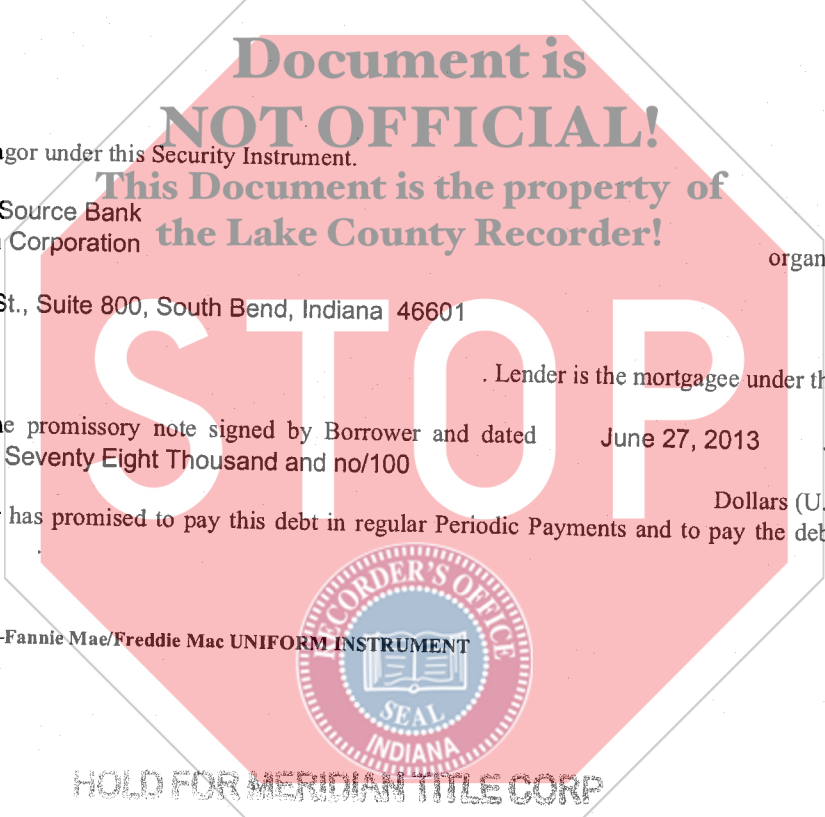 Document is
NOT OFFICIAL!
agor under this Security Instrument.
This Document is the property of
Source Bank
the Lake County Recorder!
Corporation
organ
St., Suite 800, South Bend, Indiana 46601
STOP
. Lender is the mortgagee under th
e promissory note signed by Borrower and dated June 27, 2013
Seventy Eight Thousand and no/100
Dollars (U.
has promised to pay this debt in regular Periodic Payments and to pay the deb
RECORDER'S OFFICE
-Fannie Mae/Freddie Mac UNIFORM INSTRUMENT
SEAL
INDIANA
HOLD FOR MERIDIAN TITLE CORP